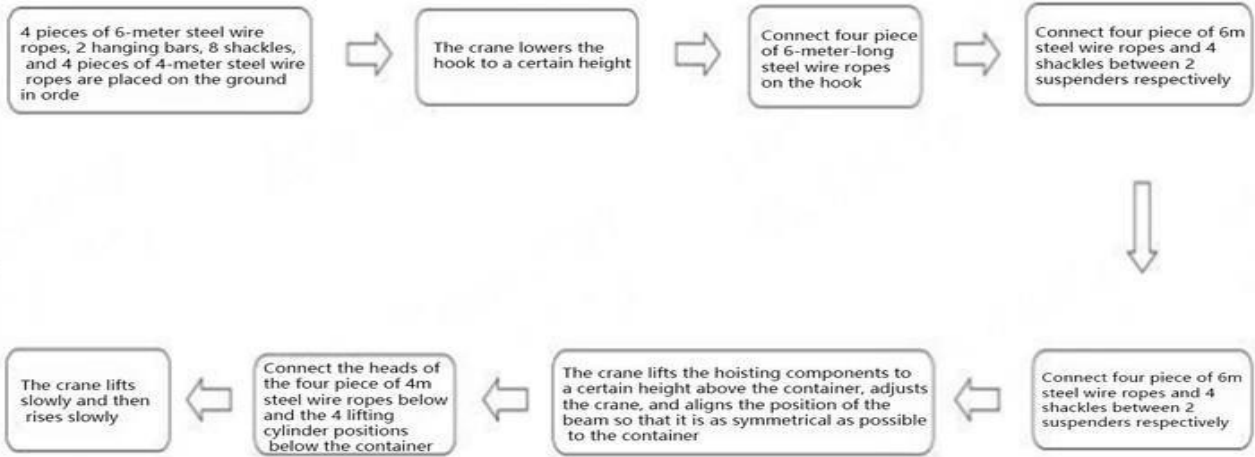 4 pieces of 6-meter steel wire
ropes, 2 hanging bars, 8 shackles,
and 4 pieces of 4-meter steel wire
ropes are placed on the ground
in orde
The crane lowers the
hook to a certain height
Connect four piece
of 6-meter-long
steel wire ropes
on the hook
Connect four piece of 6m
steel wire ropes and 4
shackles between 2
suspenders respectively
Connect four piece of 6m
steel wire ropes and 4
shackles between 2
suspenders respectively
The crane lifts the hoisting components to
a certain height above the container, adjusts
the crane, and aligns the position of the
beam so that it is as symmetrical as possible
to the container
Connect the heads of
the four piece of 4m
steel wire ropes below
and the 4 lifting
cylinder positions
below the container
The crane lifts
slowly and then
rises slowly